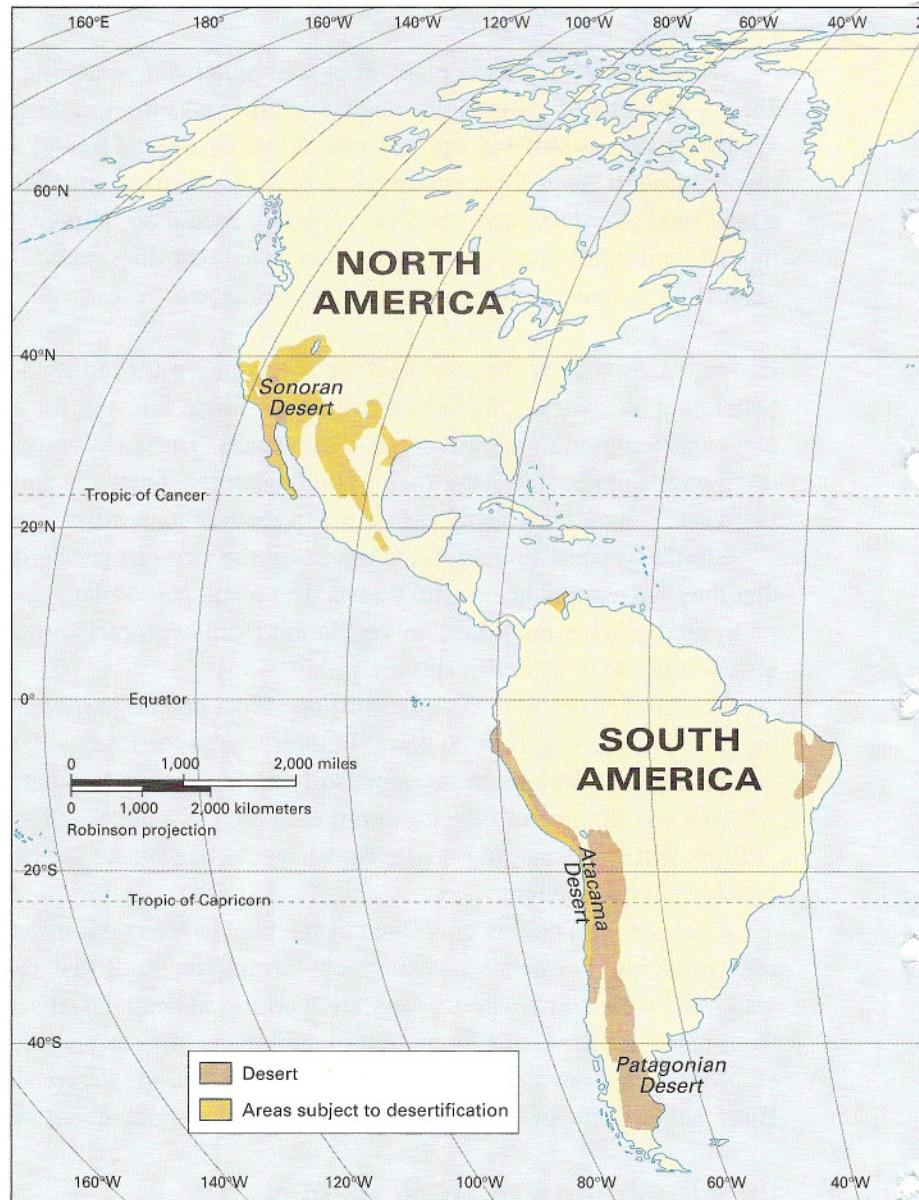 160°E 180° 160°W 140°W 120°W 100°W 80°W 60°W 40°W 2
60°N
NORTH
AMERICA
40°N
Sonoran
Desert
Tropic of Cancer
20°N
0° Equator
SOUTH
AMERICA
0 1,000 2,000 miles
0 1,000 2,000 kilometers
Robinson projection
20°S
Atacama
Desert
Tropic of Capricorn
40°S
Patagonian
Desert
Desert
Areas subject to desertification
160°W 140°W 120°W 100°W 80°W 60°W 40°W